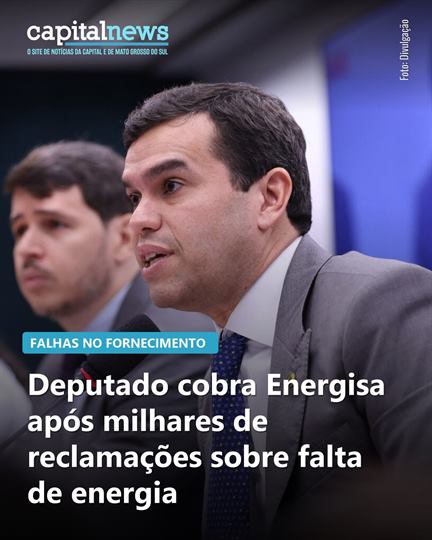 capitalnews
O SITE DE NOTÍCIAS DA CAPITAL E DE MATO GROSSO DO SUL
Foto: Divulgação
FALHAS NO FORNECIMENTO
Deputado cobra Energisa
após milhares de
reclamações sobre falta
de energia